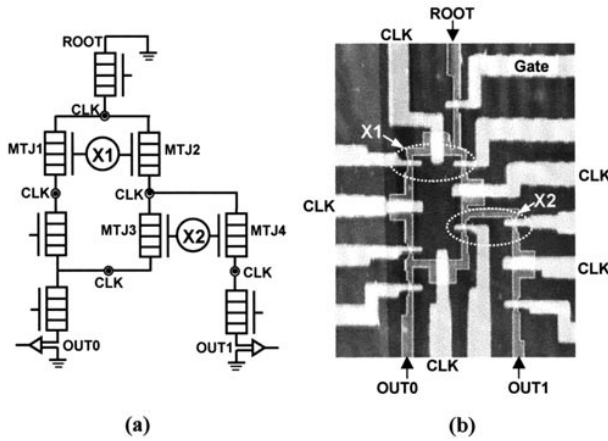 ROOT
CLK
MTJ1
X1
MTJ2
CLK
CLK
MTJ3
X2
MTJ4
CLK
CLK
OUT0
OUT1
(a)
ROOT
CLK
Gate
X1
X2
CLK
CLK
CLK
CLK
OUT0
OUT1
(b)